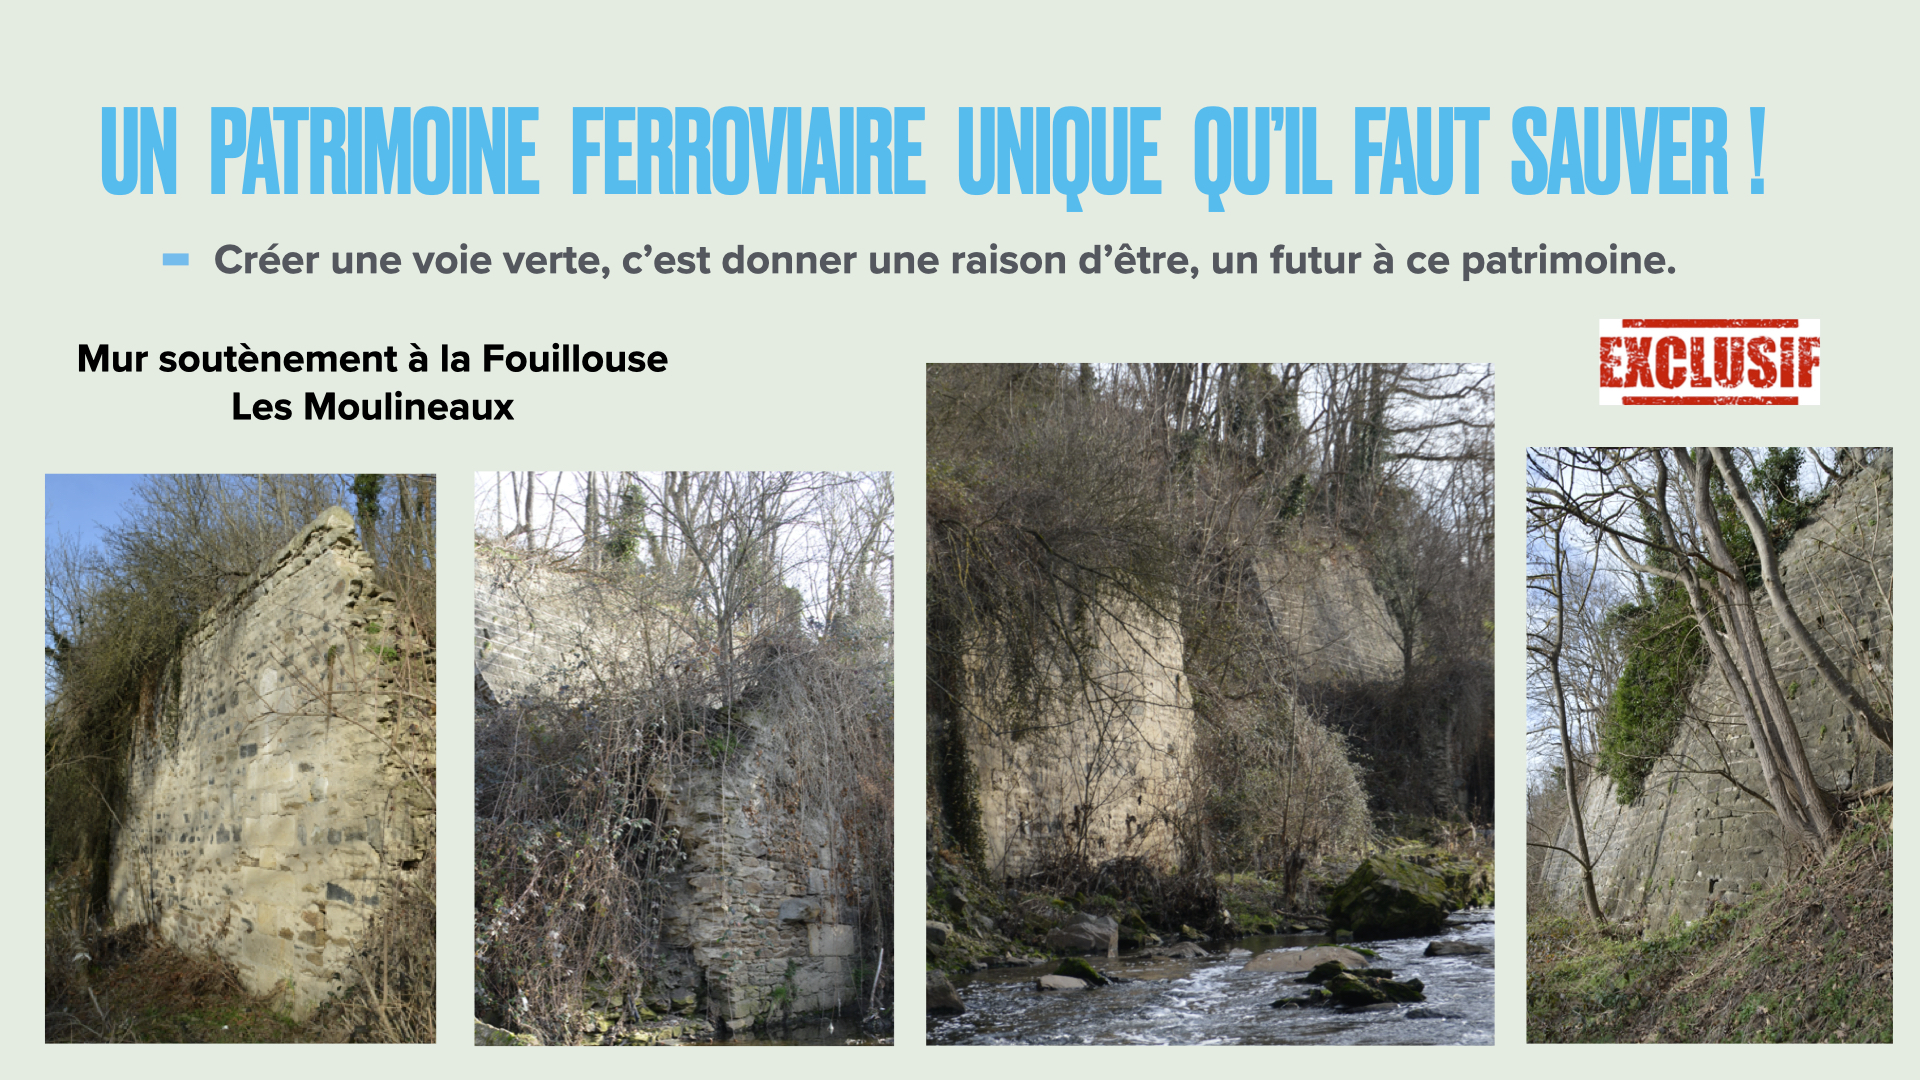 UN PATRIMOINE FERROVIAIRE UNIQUE QU’IL FAUT SAUVER !
- Créer une voie verte, c’est donner une raison d’être, un futur à ce patrimoine.
Mur soutènement à la Fouillouse
Les Moulineaux
EXCLUSIF